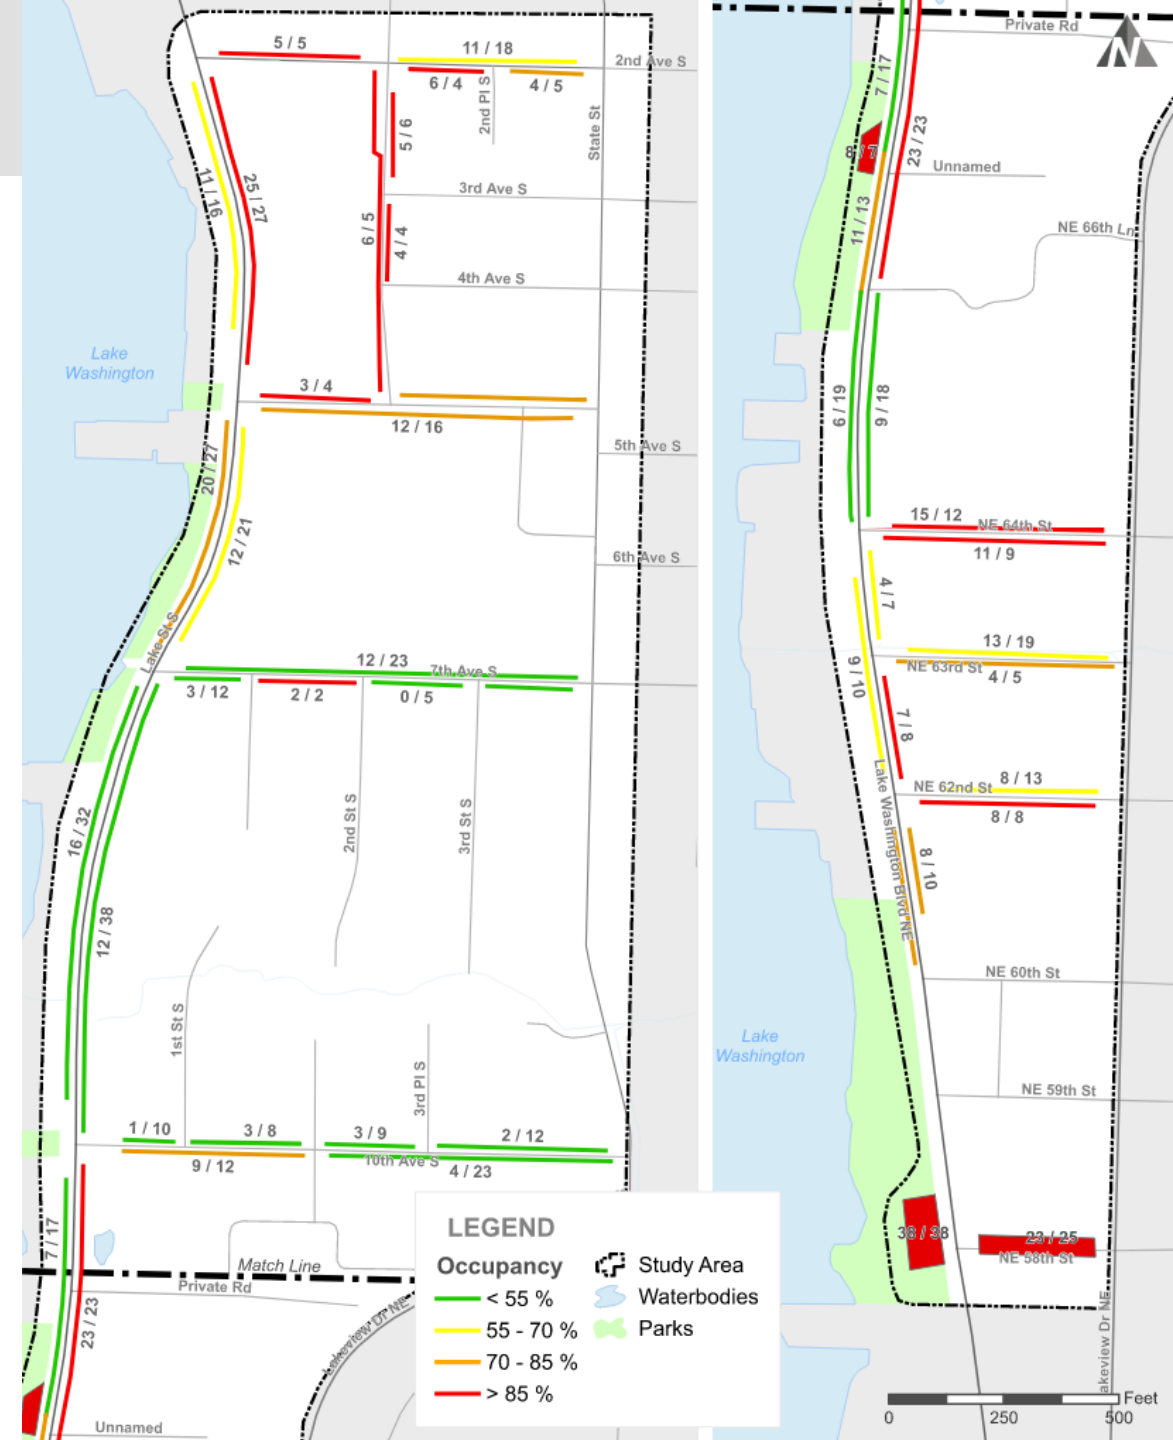 5 / 5
11 / 18
2nd Ave S
6 / 4
4 / 5
2nd Pl S
State St
5 / 6
11 / 16
25 / 27
3rd Ave S
6 / 5
4 / 4
4th Ave S
Lake
Washington
3 / 4
12 / 16
5th Ave S
20 / 27
12 / 21
6th Ave S
Lake St S
12 / 23
7th Ave S
3 / 12
2 / 2
0 / 5
16 / 32
2nd St S
3rd St S
12 / 38
1st St S
3rd Pl S
1 / 10
3 / 8
3 / 9
2 / 12
9 / 12
10th Ave S
4 / 23
7 / 17
Match Line
Private Rd
23 / 23
Lakeview Dr NE
Unnamed
LEGEND
Occupancy
< 55 %
55 - 70 %
70 - 85 %
> 85 %
Study Area
Waterbodies
Parks
Private Rd
N
7 / 17
23 / 23
8 / 7
Unnamed
11 / 13
NE 66th Ln
6 / 19
9 / 18
15 / 12
NE 64th St
11 / 9
4 / 7
13 / 19
9 / 10
NE 63rd St
4 / 5
7 / 8
8 / 13
NE 62nd St
8 / 8
Lake Washington Blvd NE
8 / 10
NE 60th St
Lake
Washington
NE 59th St
38 / 38
23 / 25
NE 58th St
akeview Dr NE
Feet
0
250
500